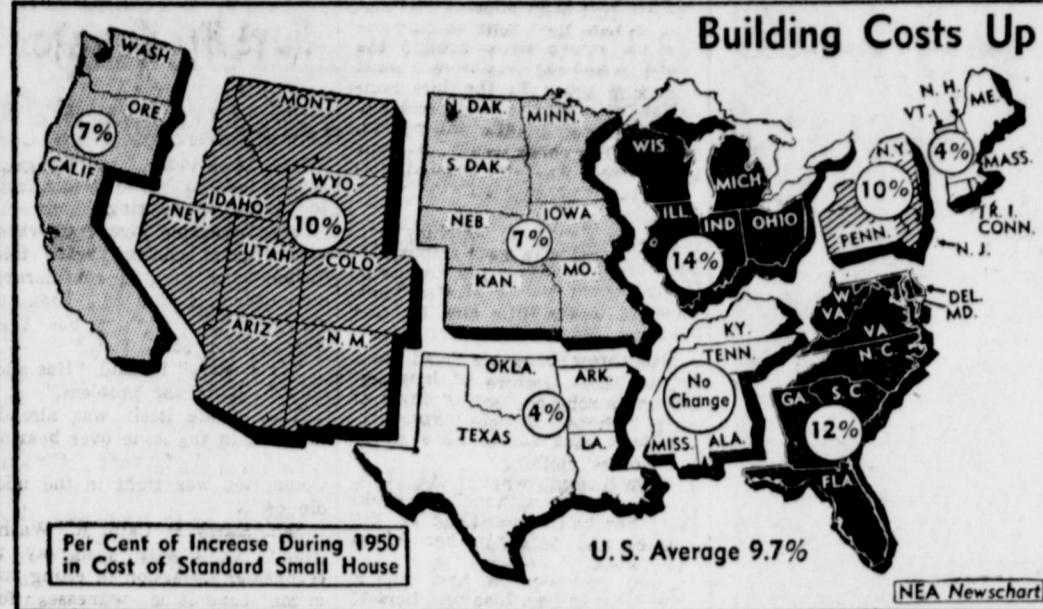 Building Costs Up
WASH.
ORE.
7%
CALIF.
MONT.
IDAHO
WYO.
10%
NEV.
UTAH
COLO.
ARIZ.
N. M.
N. DAK.
MINN.
S. DAK.
NEB.
IOWA
7%
KAN.
MO.
WIS.
MICH.
ILL.
IND.
OHIO
14%
N. H.
VT.
ME.
4%
MASS.
R. I.
CONN.
N.Y.
10%
PENN.
N. J.
OKLA.
ARK.
4%
TEXAS
LA.
KY.
TENN.
No
Change
MISS.
ALA.
W.
VA.
DEL.
MD.
VA.
N. C.
S. C.
GA.
12%
FLA.
Per Cent of Increase During 1950
in Cost of Standard Small House
U.S. Average 9.7%
NEA Newschart